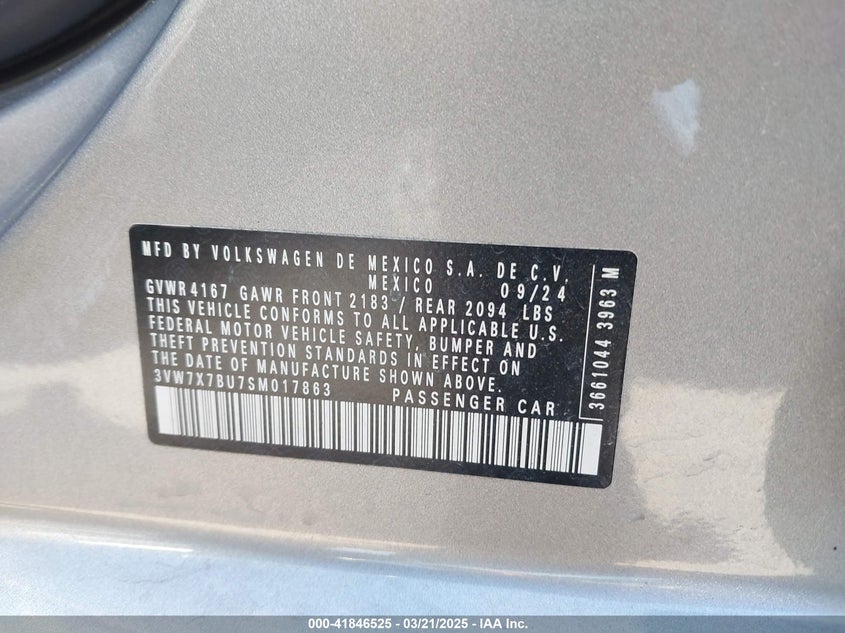 MFD BY VOLKSWAGEN DE MEXICO S.A. DE C.V.
MEXICO 09/24
GVWR 4167 GAWR FRONT 2183 / REAR 2094 LBS
THIS VEHICLE CONFORMS TO ALL APPLICABLE U.S.
FEDERAL MOTOR VEHICLE SAFETY, BUMPER AND
THEFT PREVENTION STANDARDS IN EFFECT ON
THE DATE OF MANUFACTURE SHOWN ABOVE.
3VW7X7BU7SM017863 PASSENGER CAR
3661044 3963 M
000-41846525 - 03/21/2025 - IAA Inc.